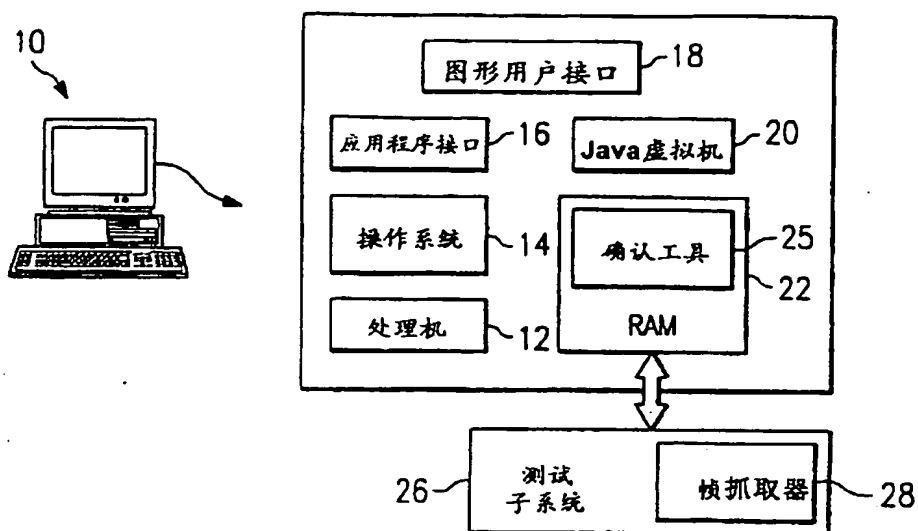 10
图形用户接口
18
应用程序接口
16
Java虚拟机
20
操作系统
14
确认工具
25
22
处理机
12
RAM
26
测试
子系统
帧抓取器
28